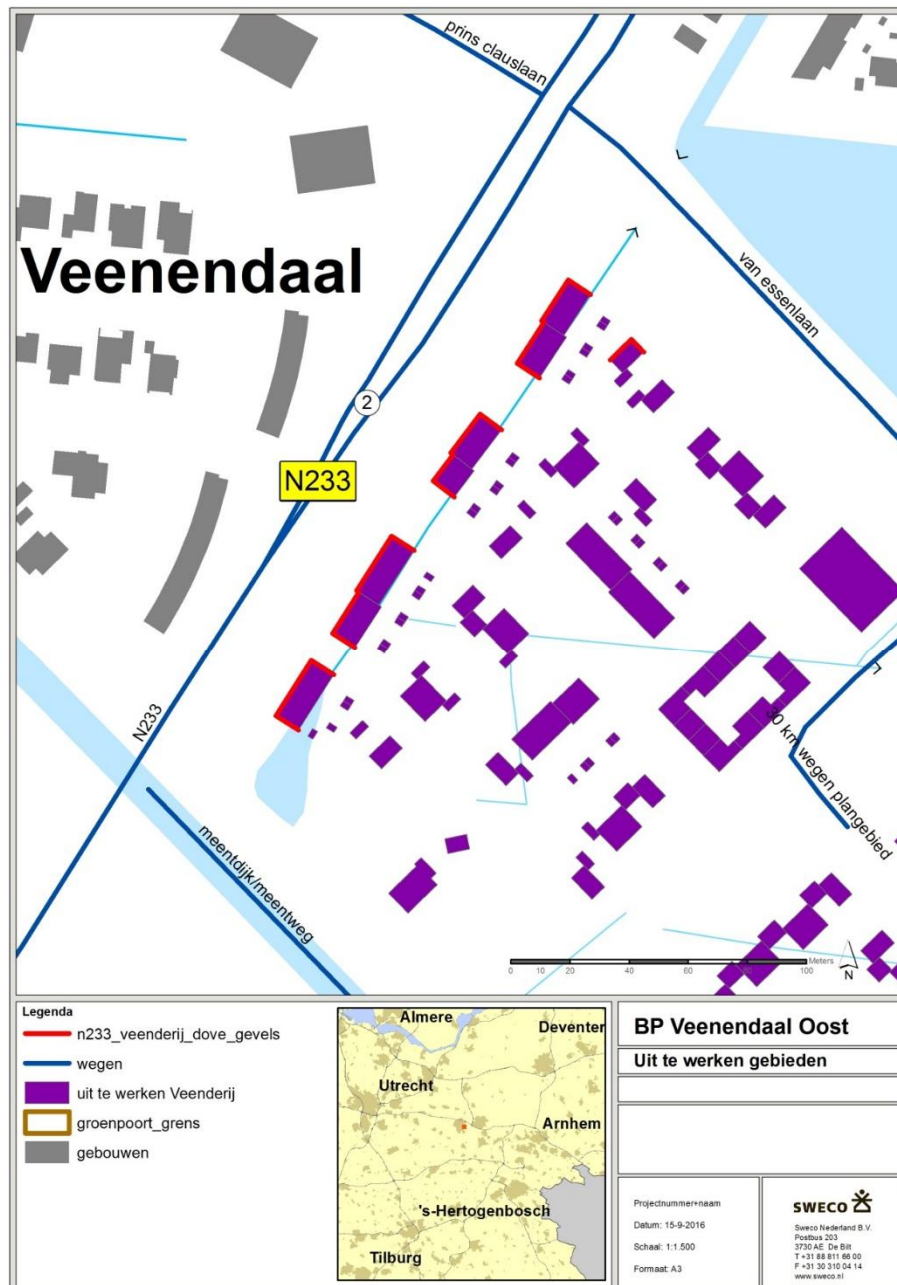 prins clauslaan
Veenendaal
van essenlaan
2
N233
N233
30 km wegen plangebied
meentdijk/meentweg
0 10 20 40 60 80 100
Meters
N
Legenda
n233_veenderij_dove_gevels
wegen
uit te werken Veenderij
groenpoort_grens
gebouwen
Almere
Deventer
Utrecht
Arnhem
's-Hertogenbosch
Tilburg
BP Veenendaal Oost
Uit te werken gebieden
Projectnummer+naam
Datum: 15-9-2016
Schaal: 1:1.500
Formaat: A3
SWECO
Sweco Nederland B.V.
Postbus 203
3730 AE De Bilt
T +31 88 811 66 00
F +31 30 310 04 14
www.sweco.nl